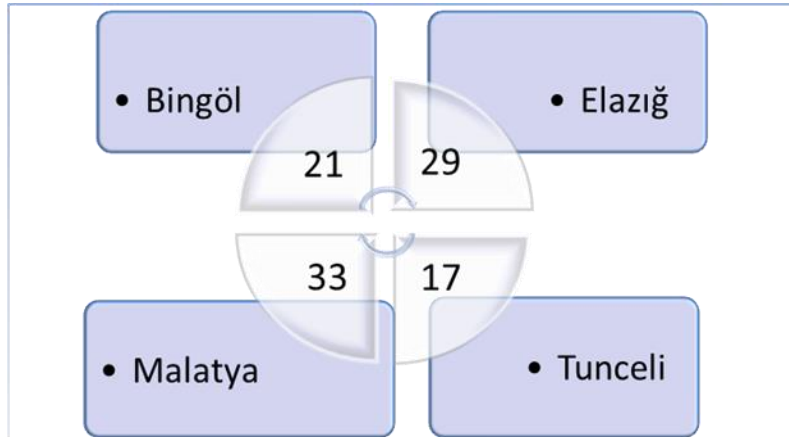 • Bingöl
• Elazığ
21
29
33
17
• Malatya
• Tunceli